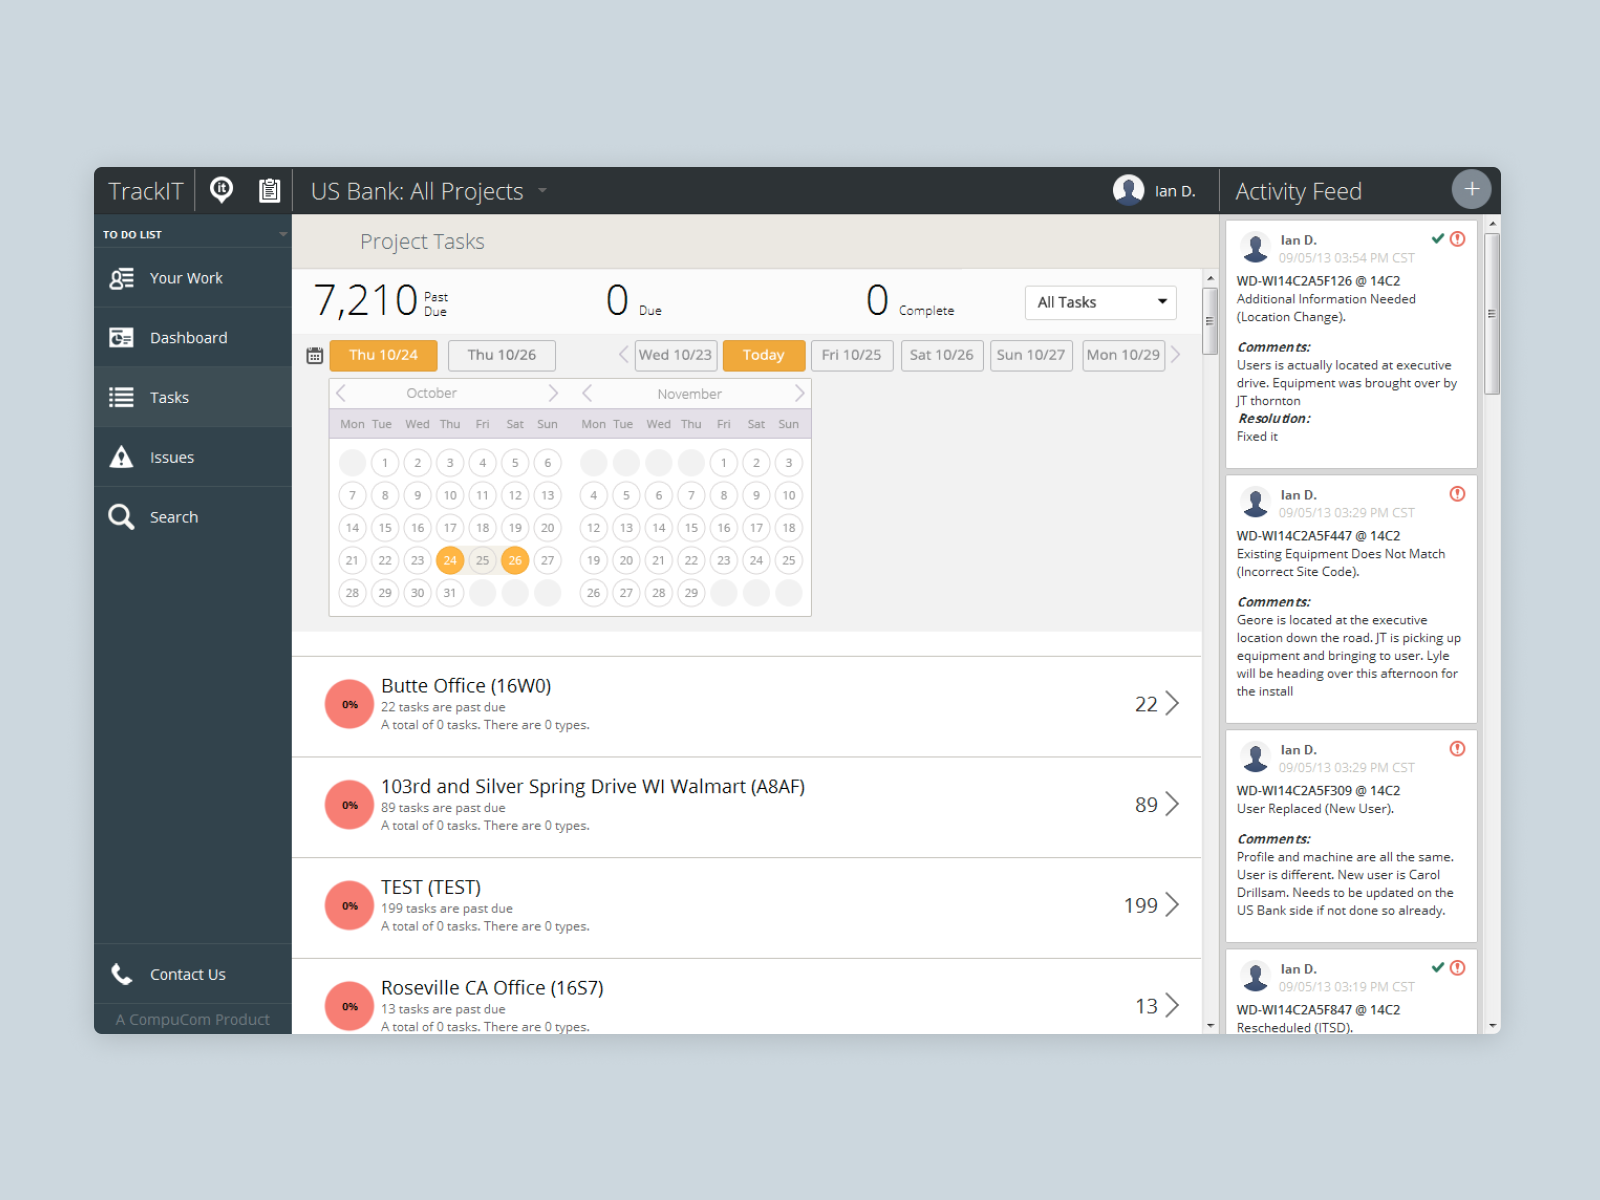 TrackIT
it
US Bank: All Projects
Ian D.
Activity Feed
+
TO DO LIST
Your Work
Dashboard
Tasks
Issues
Search
Contact Us
A CompuCom Product
Project Tasks
7,210 Past Due
0 Due
0 Complete
All Tasks
Thu 10/24
Thu 10/26
Wed 10/23
Today
Fri 10/25
Sat 10/26
Sun 10/27
Mon 10/29
October
Mon Tue Wed Thu Fri Sat Sun
1 2 3 4 5 6
7 8 9 10 11 12 13
14 15 16 17 18 19 20
21 22 23 24 25 26 27
28 29 30 31
November
Mon Tue Wed Thu Fri Sat Sun
1 2 3
4 5 6 7 8 9 10
12 13 14 15 16 17 18
19 20 21 22 23 24 25
26 27 28 29
0%
Butte Office (16W0)
22 tasks are past due
A total of 0 tasks. There are 0 types.
22
0%
103rd and Silver Spring Drive WI Walmart (A8AF)
89 tasks are past due
A total of 0 tasks. There are 0 types.
89
0%
TEST (TEST)
199 tasks are past due
A total of 0 tasks. There are 0 types.
199
0%
Roseville CA Office (16S7)
13 tasks are past due
A total of 0 tasks. There are 0 types.
13
Ian D.
09/05/13 03:54 PM CST
WD-WI14C2A5F126 @ 14C2
Additional Information Needed
(Location Change).
Comments:
Users is actually located at executive
drive. Equipment was brought over by
JT thornton
Resolution:
Fixed it
Ian D.
09/05/13 03:29 PM CST
WD-WI14C2A5F447 @ 14C2
Existing Equipment Does Not Match
(Incorrect Site Code).
Comments:
Geore is located at the executive
location down the road. JT is picking up
equipment and bringing to user. Lyle
will be heading over this afternoon for
the install
Ian D.
09/05/13 03:29 PM CST
WD-WI14C2A5F309 @ 14C2
User Replaced (New User).
Comments:
Profile and machine are all the same.
User is different. New user is Carol
Drillsam. Needs to be updated on the
US Bank side if not done so already.
Ian D.
09/05/13 03:19 PM CST
WD-WI14C2A5F847 @ 14C2
Rescheduled (ITSD).